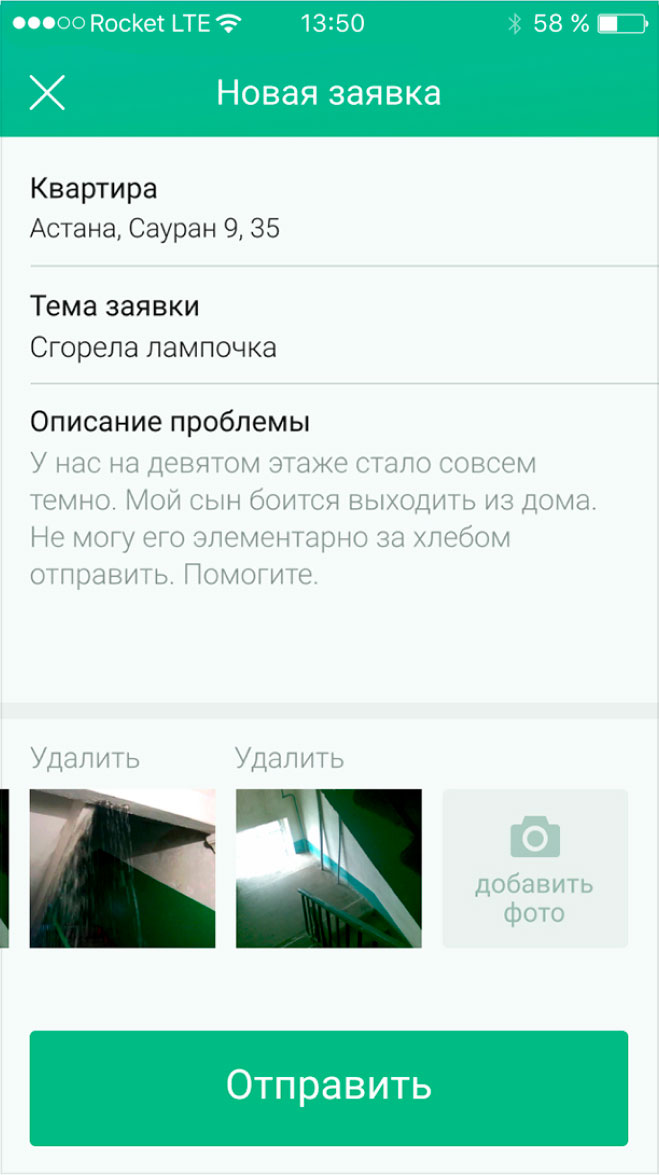 Rocket LTE 13:50 58 %
Новая заявка
Квартира
Астана, Сауран 9, 35
Тема заявки
Сгорела лампочка
Описание проблемы
У нас на девятом этаже стало совсем
темно. Мой сын боится выходить из дома.
Не могу его элементарно за хлебом
отправить. Помогите.
Удалить Удалить
добавить
фото
Отправить